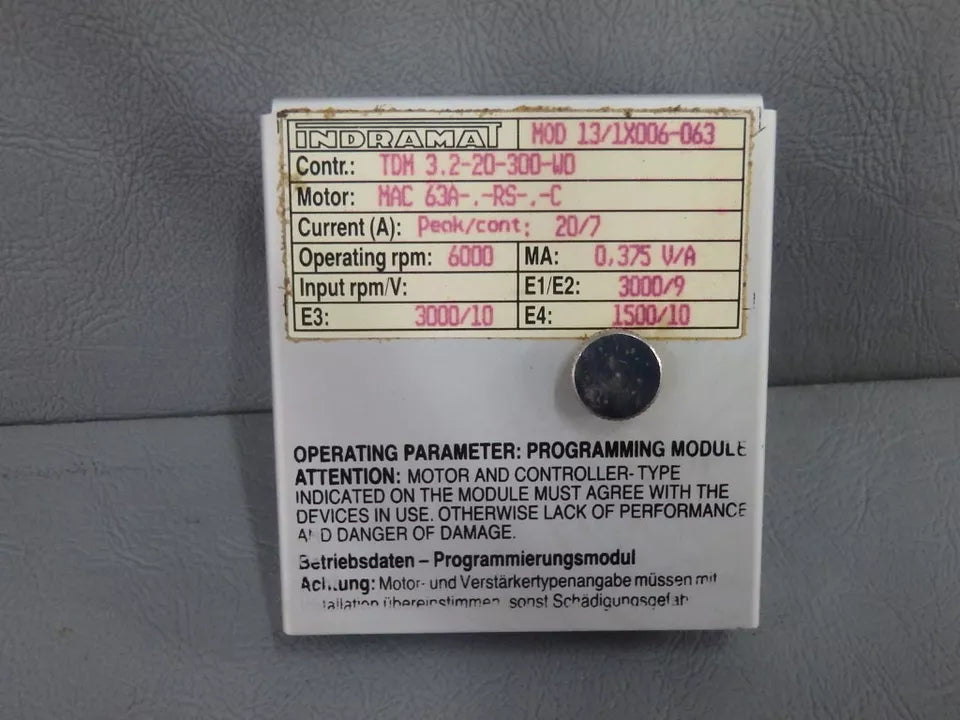 INDRAMAT MOD 13/1X006-063
Contr.: TDM 3.2-20-300-W0
Motor: MAC 63A-.-RS-.-C
Current (A): Peak/cont: 20/7
Operating rpm: 6000 MA: 0,375 V/A
Input rpm/V: E1/E2: 3000/9
E3: 3000/10 E4: 1500/10
OPERATING PARAMETER: PROGRAMMING MODULE
ATTENTION: MOTOR AND CONTROLLER-TYPE
INDICATED ON THE MODULE MUST AGREE WITH THE
DEVICES IN USE. OTHERWISE LACK OF PERFORMANCE
AND DANGER OF DAMAGE.
Betriebsdaten – Programmierungsmodul
Achtung: Motor- und Verstärkertypenangabe müssen mit
übereinstimmen, sonst Schädigungsgefahr